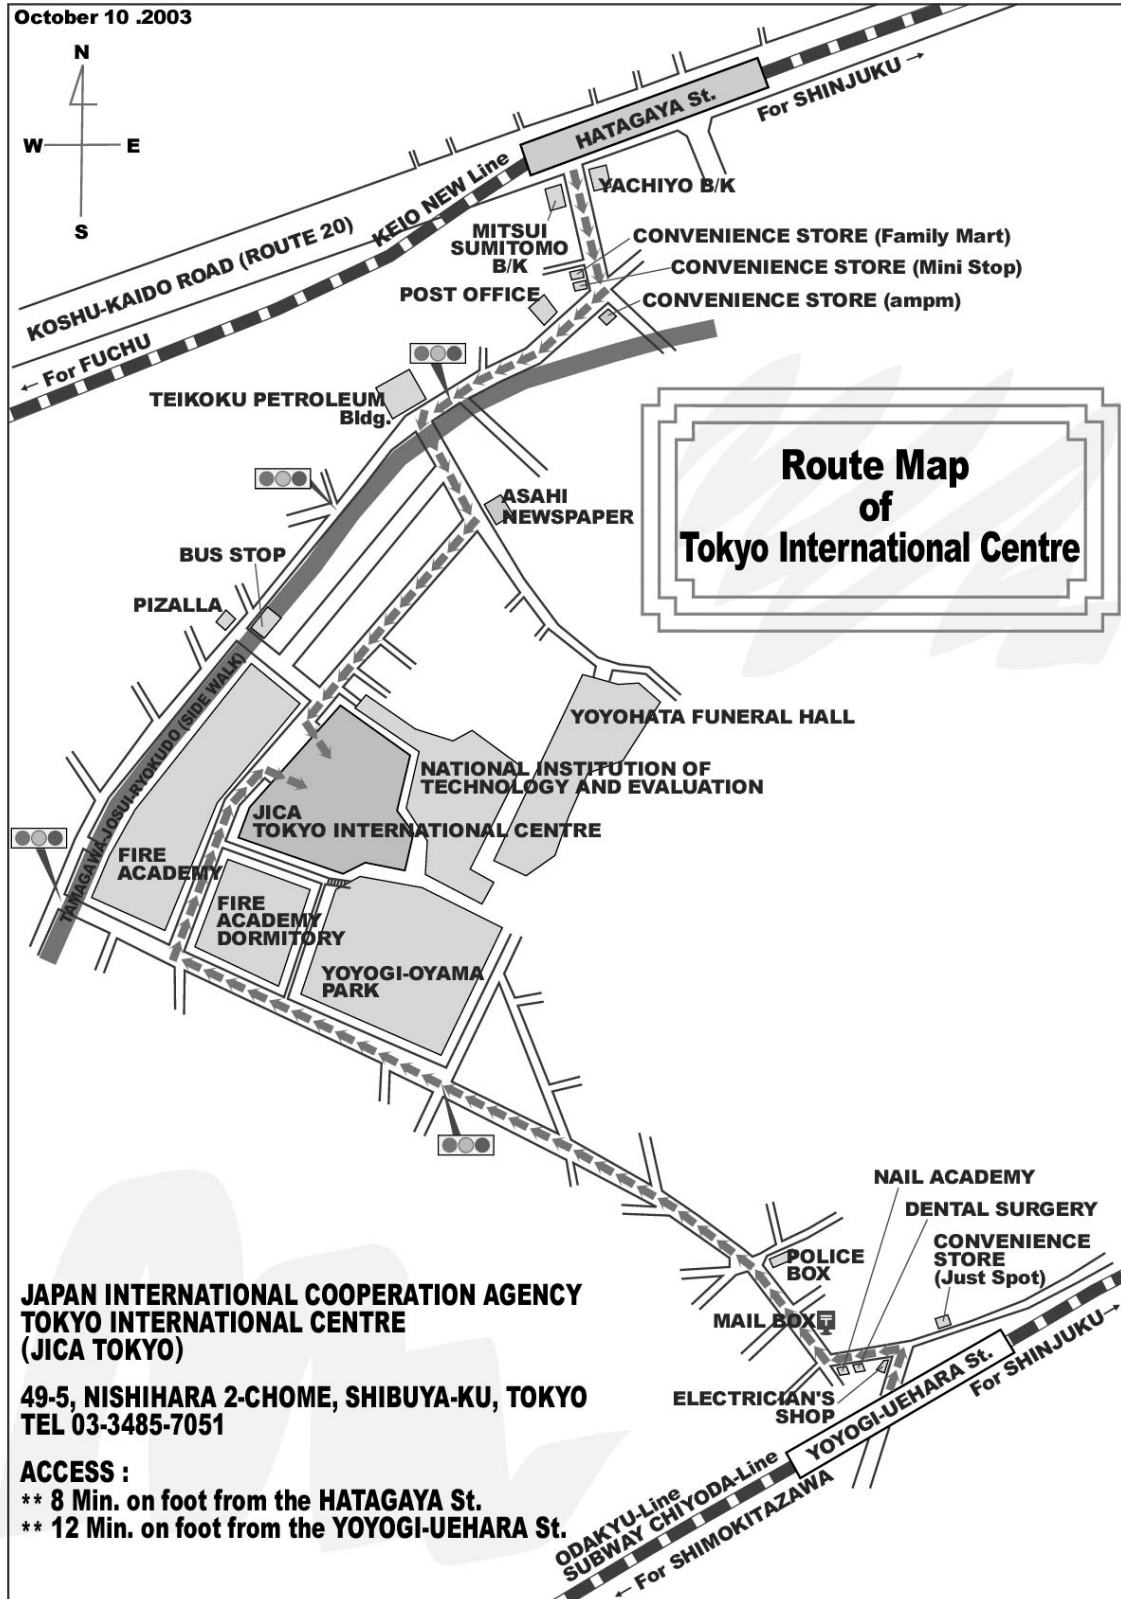 October 10 .2003
N
W
E
S
HATAGAYA St.
For SHINJUKU →
KEIO NEW Line
KOSHU-KAIDO ROAD (ROUTE 20)
← For FUCHU
YACHIYO B/K
MITSUI
SUMITOMO
B/K
CONVENIENCE STORE (Family Mart)
CONVENIENCE STORE (Mini Stop)
POST OFFICE
CONVENIENCE STORE (ampm)
TEIKOKU PETROLEUM
Bldg.
Route Map
of
Tokyo International Centre
ASAHI
NEWSPAPER
BUS STOP
PIZALLA
TAMAGAWA-JOSUI-RYOKUDO (SIDE WALK)
YOYOHATA FUNERAL HALL
NATIONAL INSTITUTION OF
TECHNOLOGY AND EVALUATION
JICA
TOKYO INTERNATIONAL CENTRE
FIRE
ACADEMY
FIRE
ACADEMY
DORMITORY
YOYOGI-OYAMA
PARK
NAIL ACADEMY
DENTAL SURGERY
CONVENIENCE
STORE
(Just Spot)
POLICE
BOX
MAIL BOX
ELECTRICIAN'S
SHOP
YOYOGI-UEHARA St.
For SHINJUKU →
ODAKYU-Line
SUBWAY CHIYODA-Line
← For SHIMOKITAZAWA
JAPAN INTERNATIONAL COOPERATION AGENCY
TOKYO INTERNATIONAL CENTRE
(JICA TOKYO)
49-5, NISHIHARA 2-CHOME, SHIBUYA-KU, TOKYO
TEL 03-3485-7051
ACCESS :
** 8 Min. on foot from the HATAGAYA St.
** 12 Min. on foot from the YOYOGI-UEHARA St.